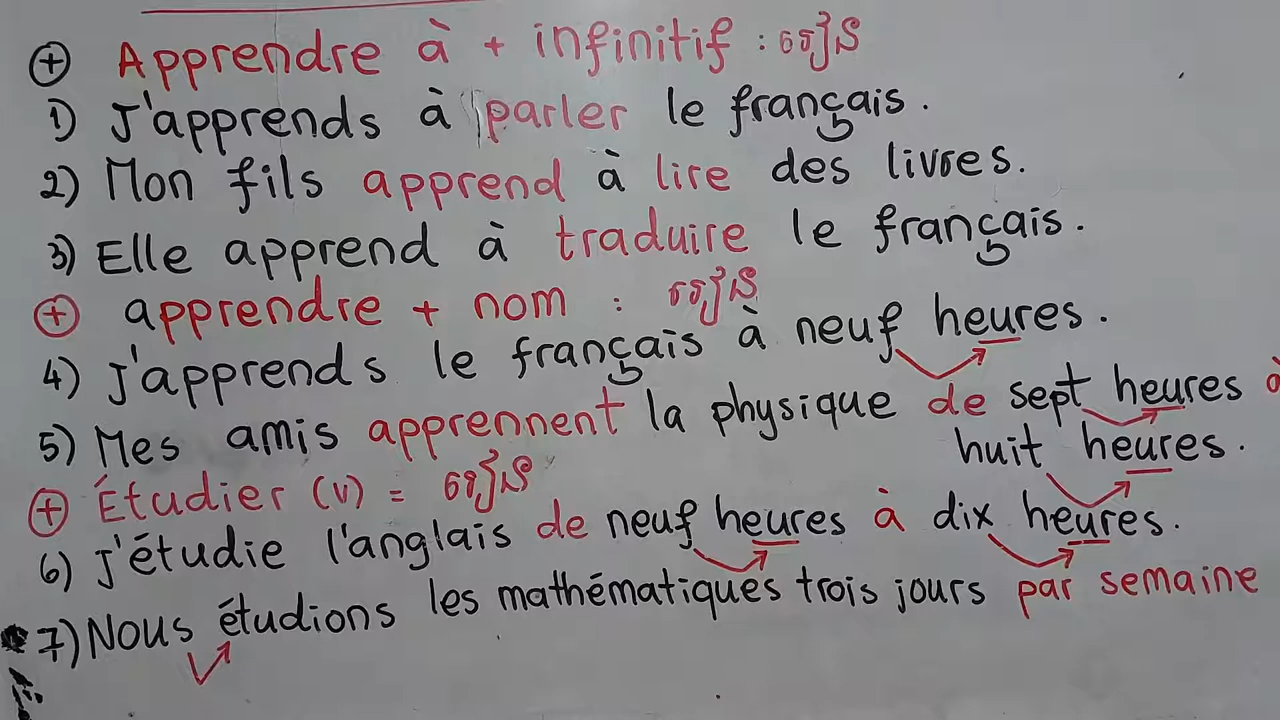 ⊕ Apprendre à + infinitif : រៀន
1) J'apprends à parler le français.
2) Mon fils apprend à lire des livres.
3) Elle apprend à traduire le français.
⊕ apprendre + nom : រៀន
4) J'apprends le français à neuf heures.
5) Mes amis apprennent la physique de sept heures à
huit heures.
⊕ Étudier (v) = រៀន
6) J'étudie l'anglais de neuf heures à dix heures.
7) Nous étudions les mathématiques trois jours par semaine